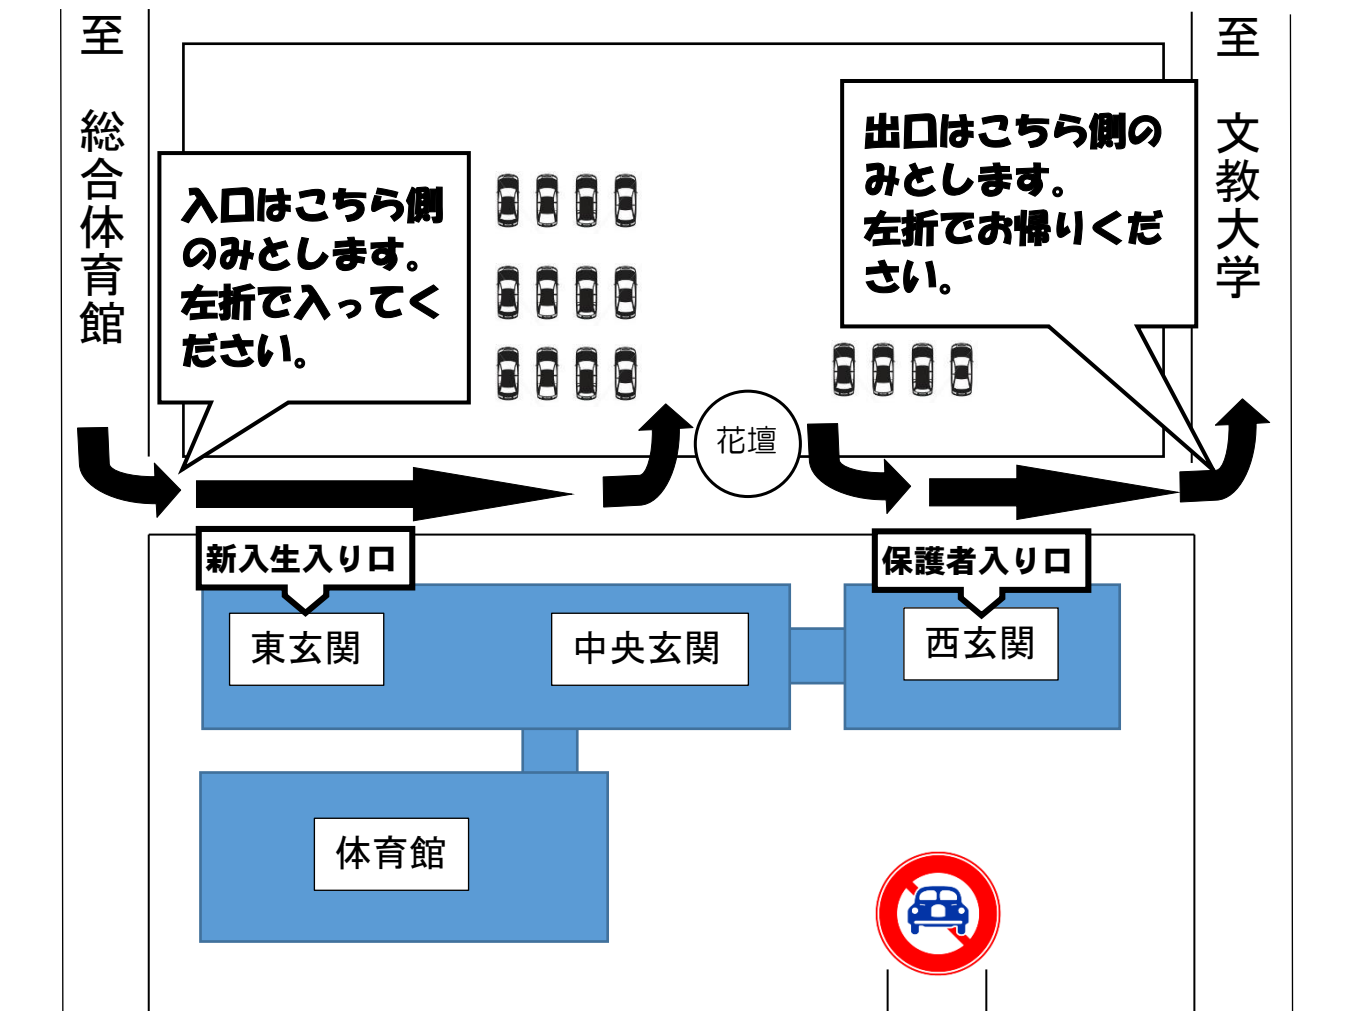 至 総合体育館
至 文教大学
入口はこちら側
のみとします。
左折で入ってく
ださい。
出口はこちら側の
みとします。
左折でお帰りくだ
さい。
花壇
新入生入り口
保護者入り口
東玄関
中央玄関
西玄関
体育館